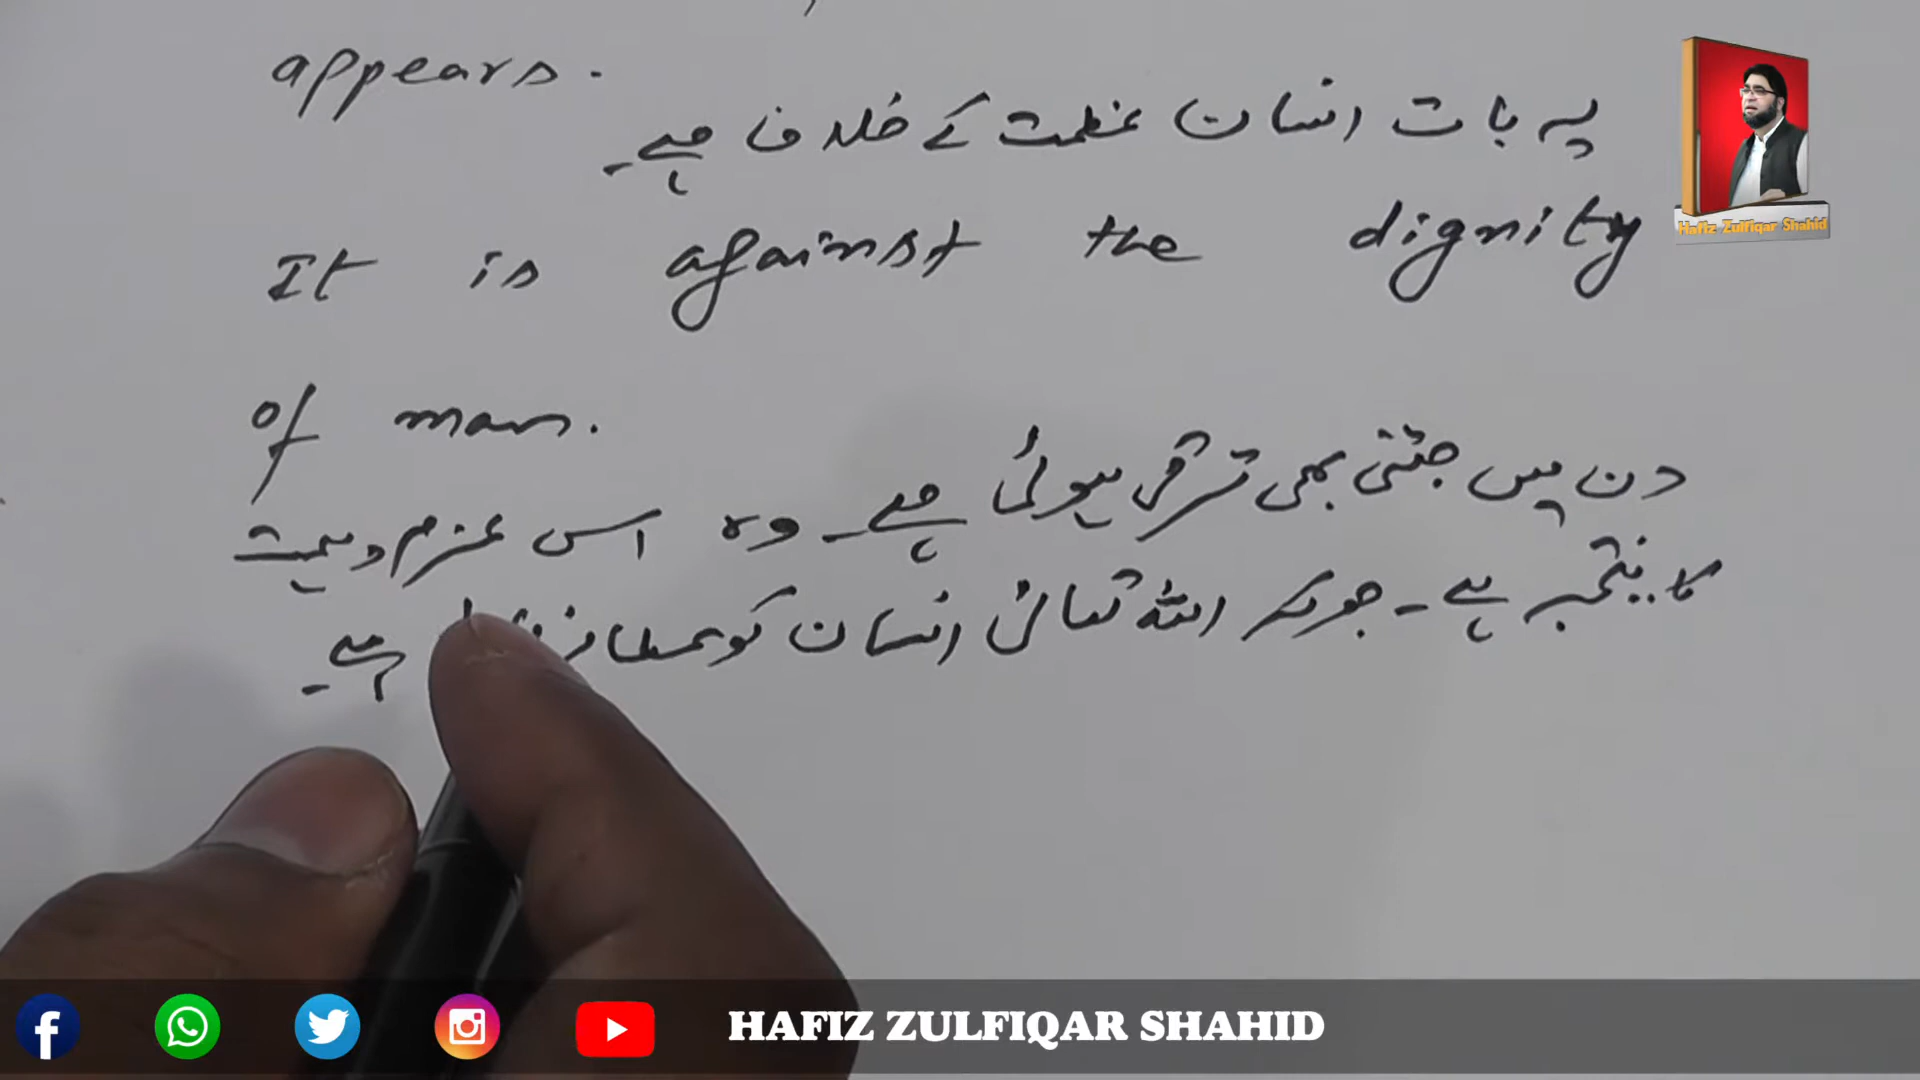 appears.
یہ بات انسان عظمت کے خلاف ہے۔
It is against the dignity
of man.
دن میں جتنی بھی ترقی ہوئی ہے۔ وہ اس عزم و ہمیت
کا نتیجہ ہے۔ جو کہ اللہ تعالیٰ انسان کو عطا ہے۔
Hafiz Zulfiqar Shahid
HAFIZ ZULFIQAR SHAHID